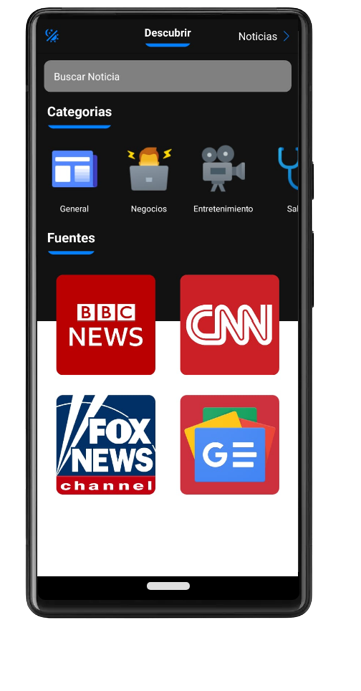 Descubrir
Noticias
Buscar Noticia
Categorias
General
Negocios
Entretenimiento
Sal
Fuentes
BBC
NEWS
CNN
FOX
NEWS
channel
G